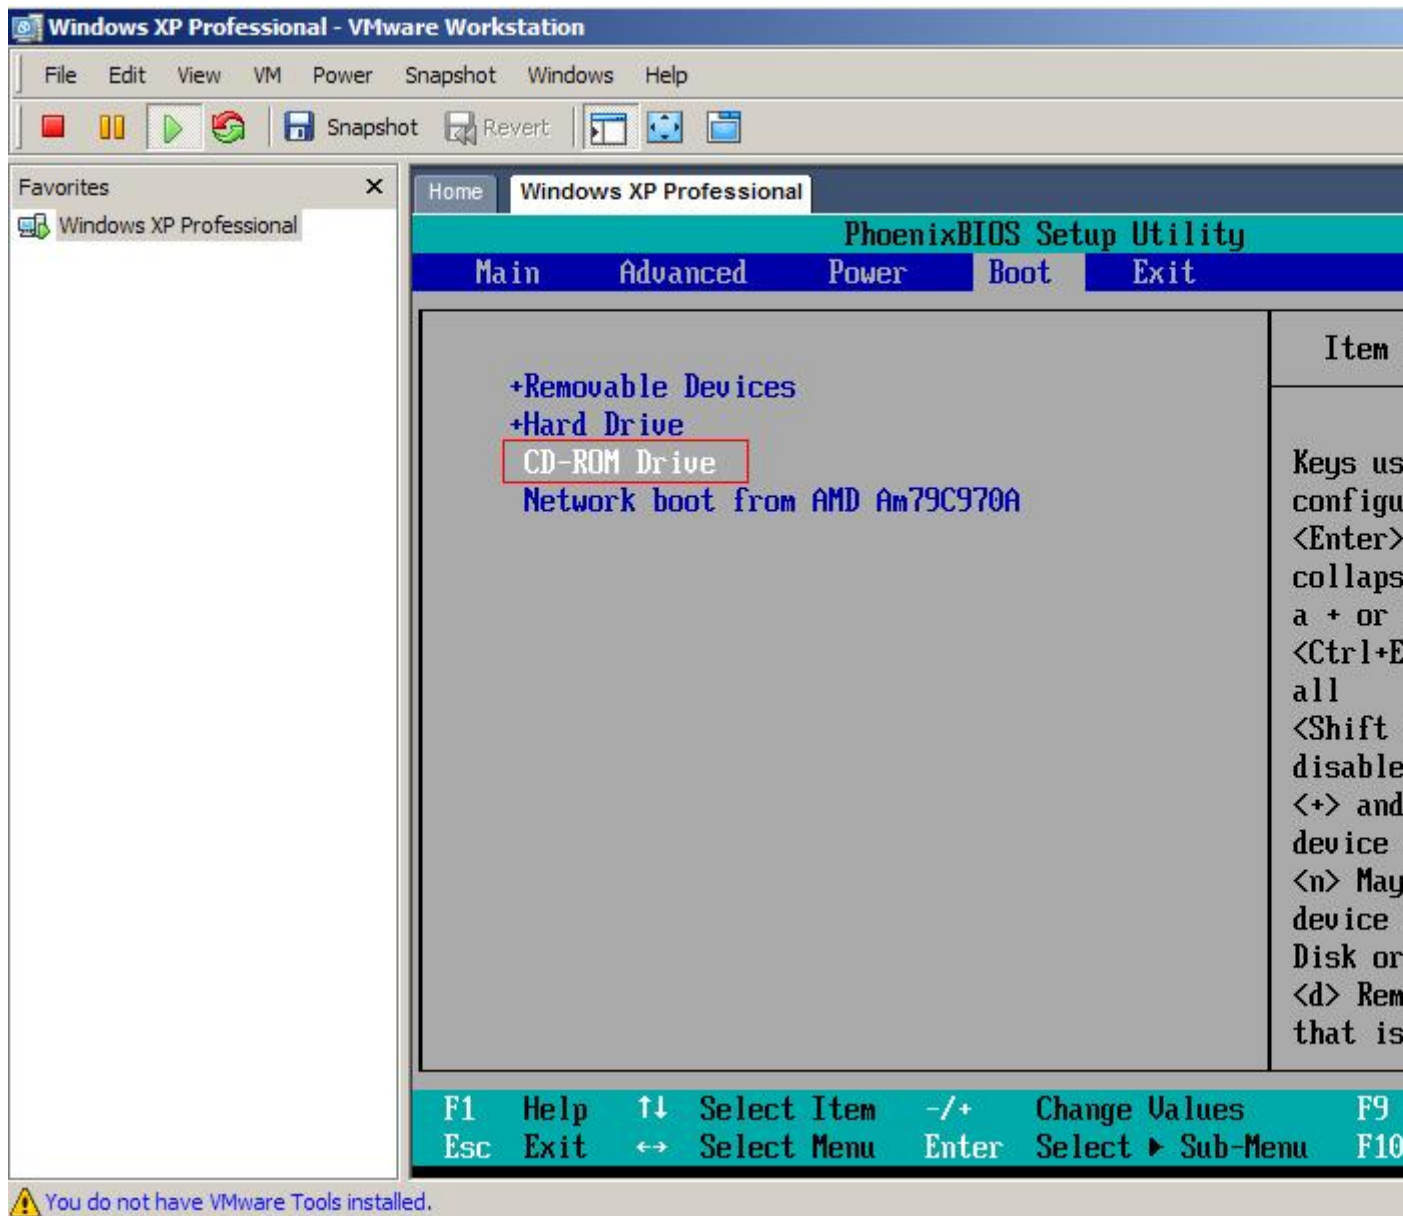 Windows XP Professional - VMware Workstation
File Edit View VM Power Snapshot Windows Help
Snapshot Revert
Favorites
Windows XP Professional
Home Windows XP Professional
PhoenixBIOS Setup Utility
Main Advanced Power Boot Exit
Item
+Removable Devices
+Hard Drive
CD-ROM Drive
Network boot from AMD Am79C970A
Keys us
configu
<Enter>
collaps
a + or
<Ctrl+E
all
<Shift
disable
<+> and
device
<n> May
device
Disk or
<d> Rem
that is
F1 Help ↑↓ Select Item -/+ Change Values F9
Esc Exit ↔ Select Menu Enter Select ▶ Sub-Menu F10
You do not have VMware Tools installed.